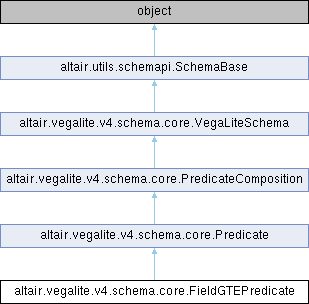 object
altair.utils.schemapi.SchemaBase
altair.vegalite.v4.schema.core.VegaLiteSchema
altair.vegalite.v4.schema.core.PredicateComposition
altair.vegalite.v4.schema.core.Predicate
altair.vegalite.v4.schema.core.FieldGTEPredicate